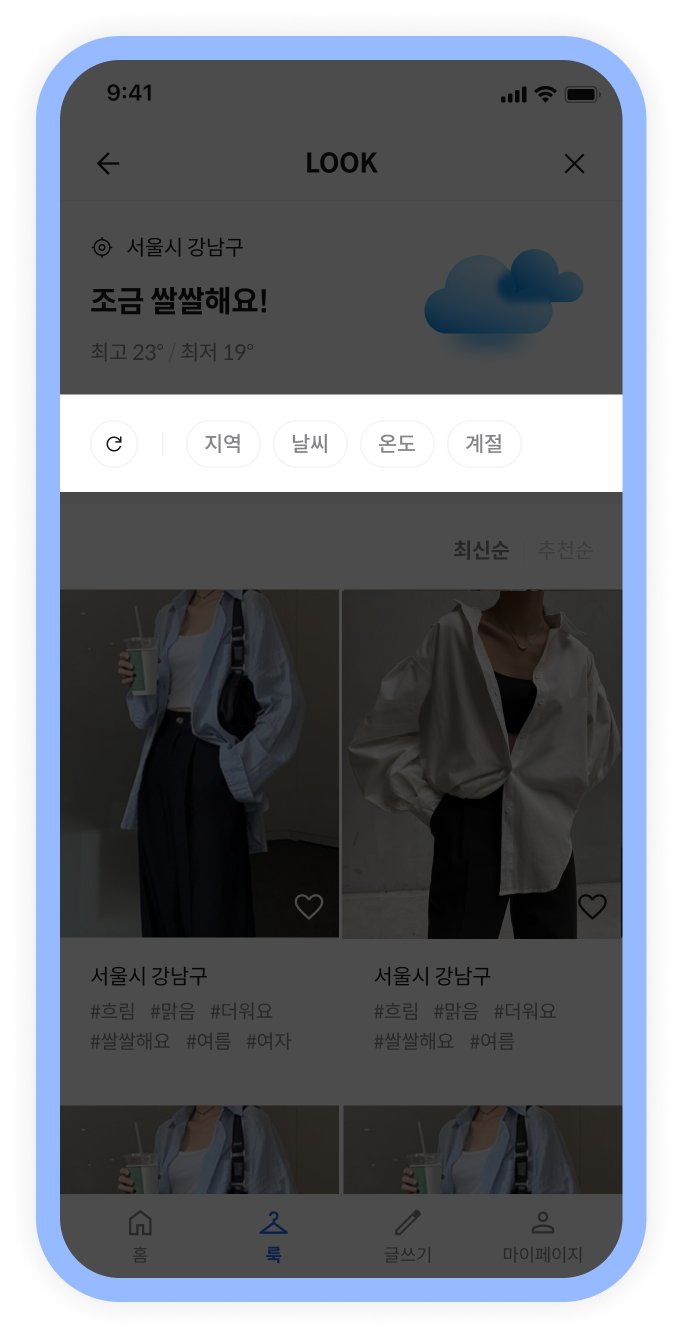 9:41
LOOK
서울시 강남구
조금 쌀쌀해요!
최고 23° / 최저 19°
지역 날씨 온도 계절
최신순 추천순
서울시 강남구 서울시 강남구
#흐림 #맑음 #더워요 #흐림 #맑음 #더워요
#쌀쌀해요 #여름 #여자 #쌀쌀해요 #여름
홈 룩 글쓰기 마이페이지